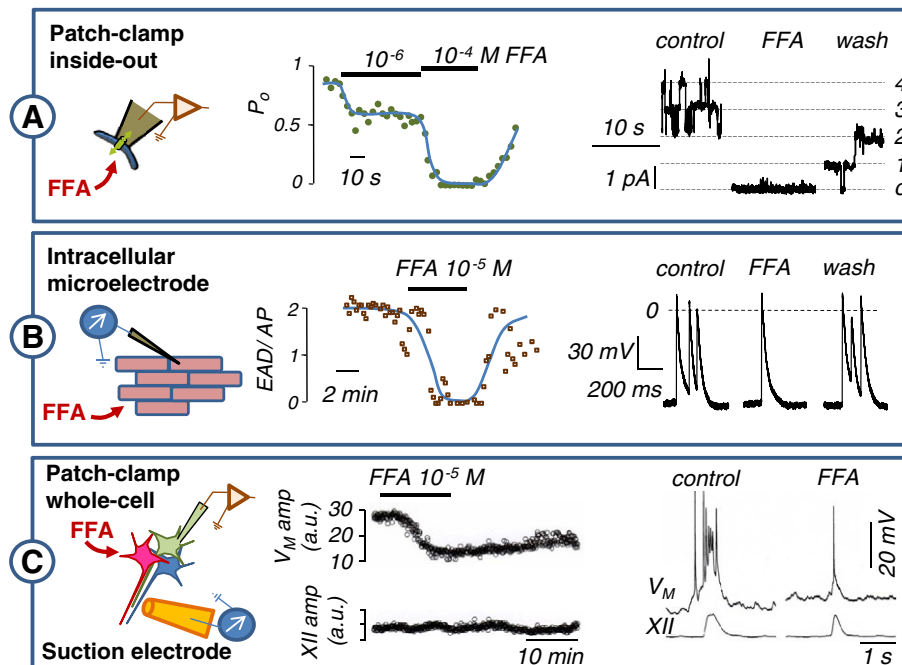 A
Patch-clamp
inside-out
FFA
10⁻⁶
10⁻⁴ M FFA
1
0.5
0
Pₒ
10 s
control
FFA
wash
4
3
2
1
c
10 s
1 pA
B
Intracellular
microelectrode
FFA
FFA 10⁻⁵ M
2
1
0
EAD/ AP
2 min
control
FFA
wash
0
30 mV
200 ms
C
Patch-clamp
whole-cell
FFA
Suction electrode
FFA 10⁻⁵ M
30
20
10
V_M amp
(a.u.)
XII amp
(a.u.)
10 min
control
FFA
20 mV
V_M
XII
1 s